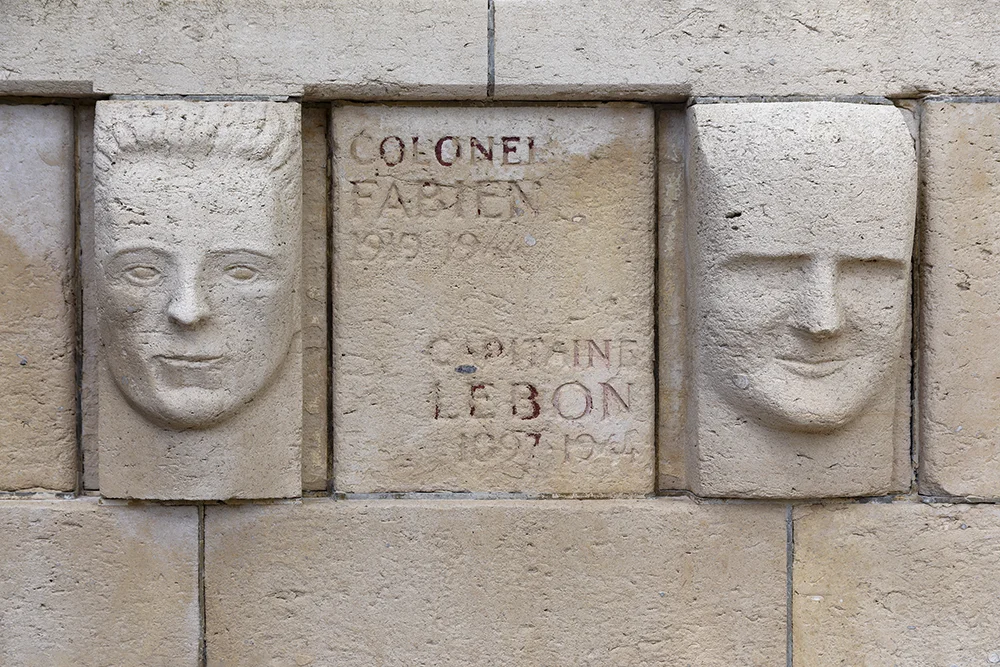 COLONEL
FABIEN
1919-1944
CAPITAINE
LEBON
1897-1944